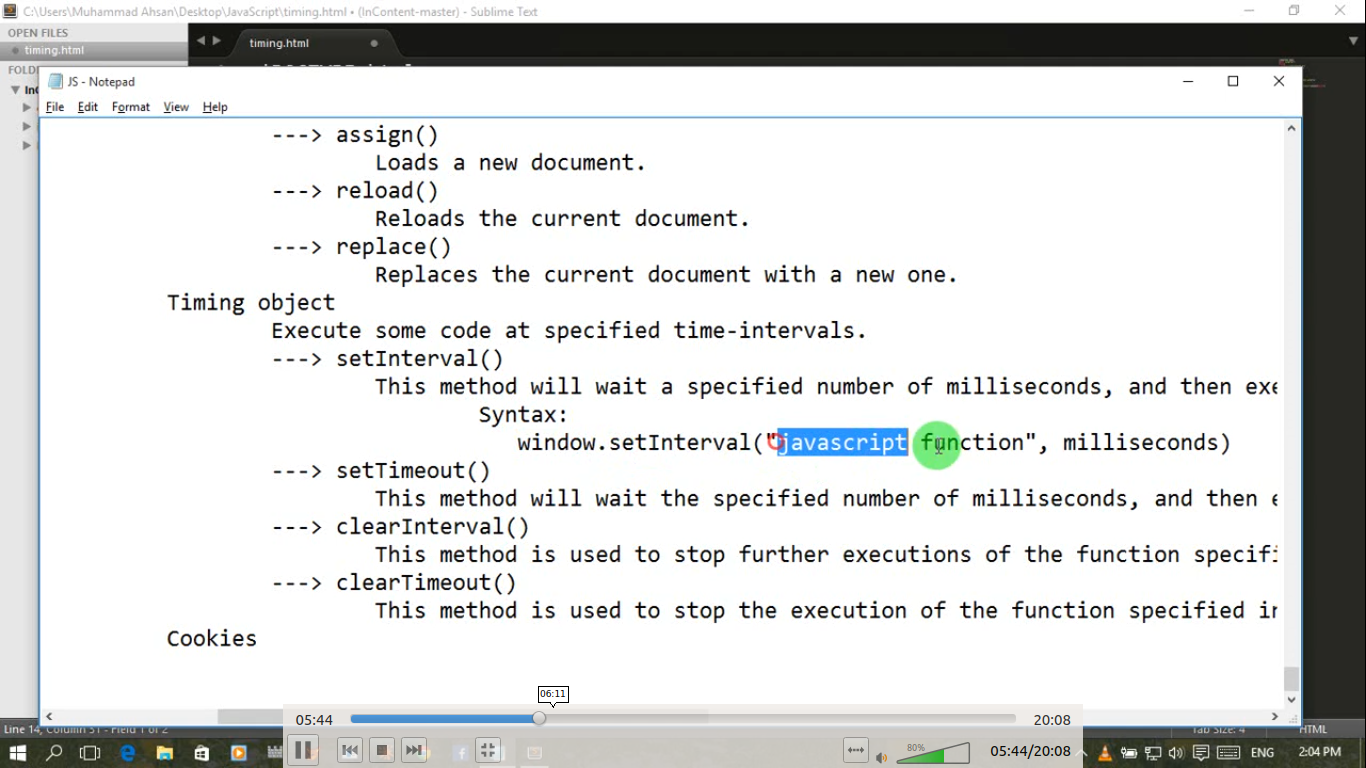 C:\Users\Muhammad Ahsan\Desktop\JavaScript\timing.html • (InContent-master) - Sublime Text
OPEN FILES
timing.html
timing.html
FOLD
InC
JS - Notepad
File Edit Format View Help
---> assign()
Loads a new document.
---> reload()
Reloads the current document.
---> replace()
Replaces the current document with a new one.
Timing object
Execute some code at specified time-intervals.
---> setInterval()
This method will wait a specified number of milliseconds, and then exe
Syntax:
window.setInterval("javascript function", milliseconds)
---> setTimeout()
This method will wait the specified number of milliseconds, and then e
---> clearInterval()
This method is used to stop further executions of the function specifi
---> clearTimeout()
This method is used to stop the execution of the function specified in
Cookies
06:11
05:44 20:08
Line 14, Column 51 - Field 1 of 2
Tab Size: 4 HTML
80%
05:44/20:08
ENG 2:04 PM